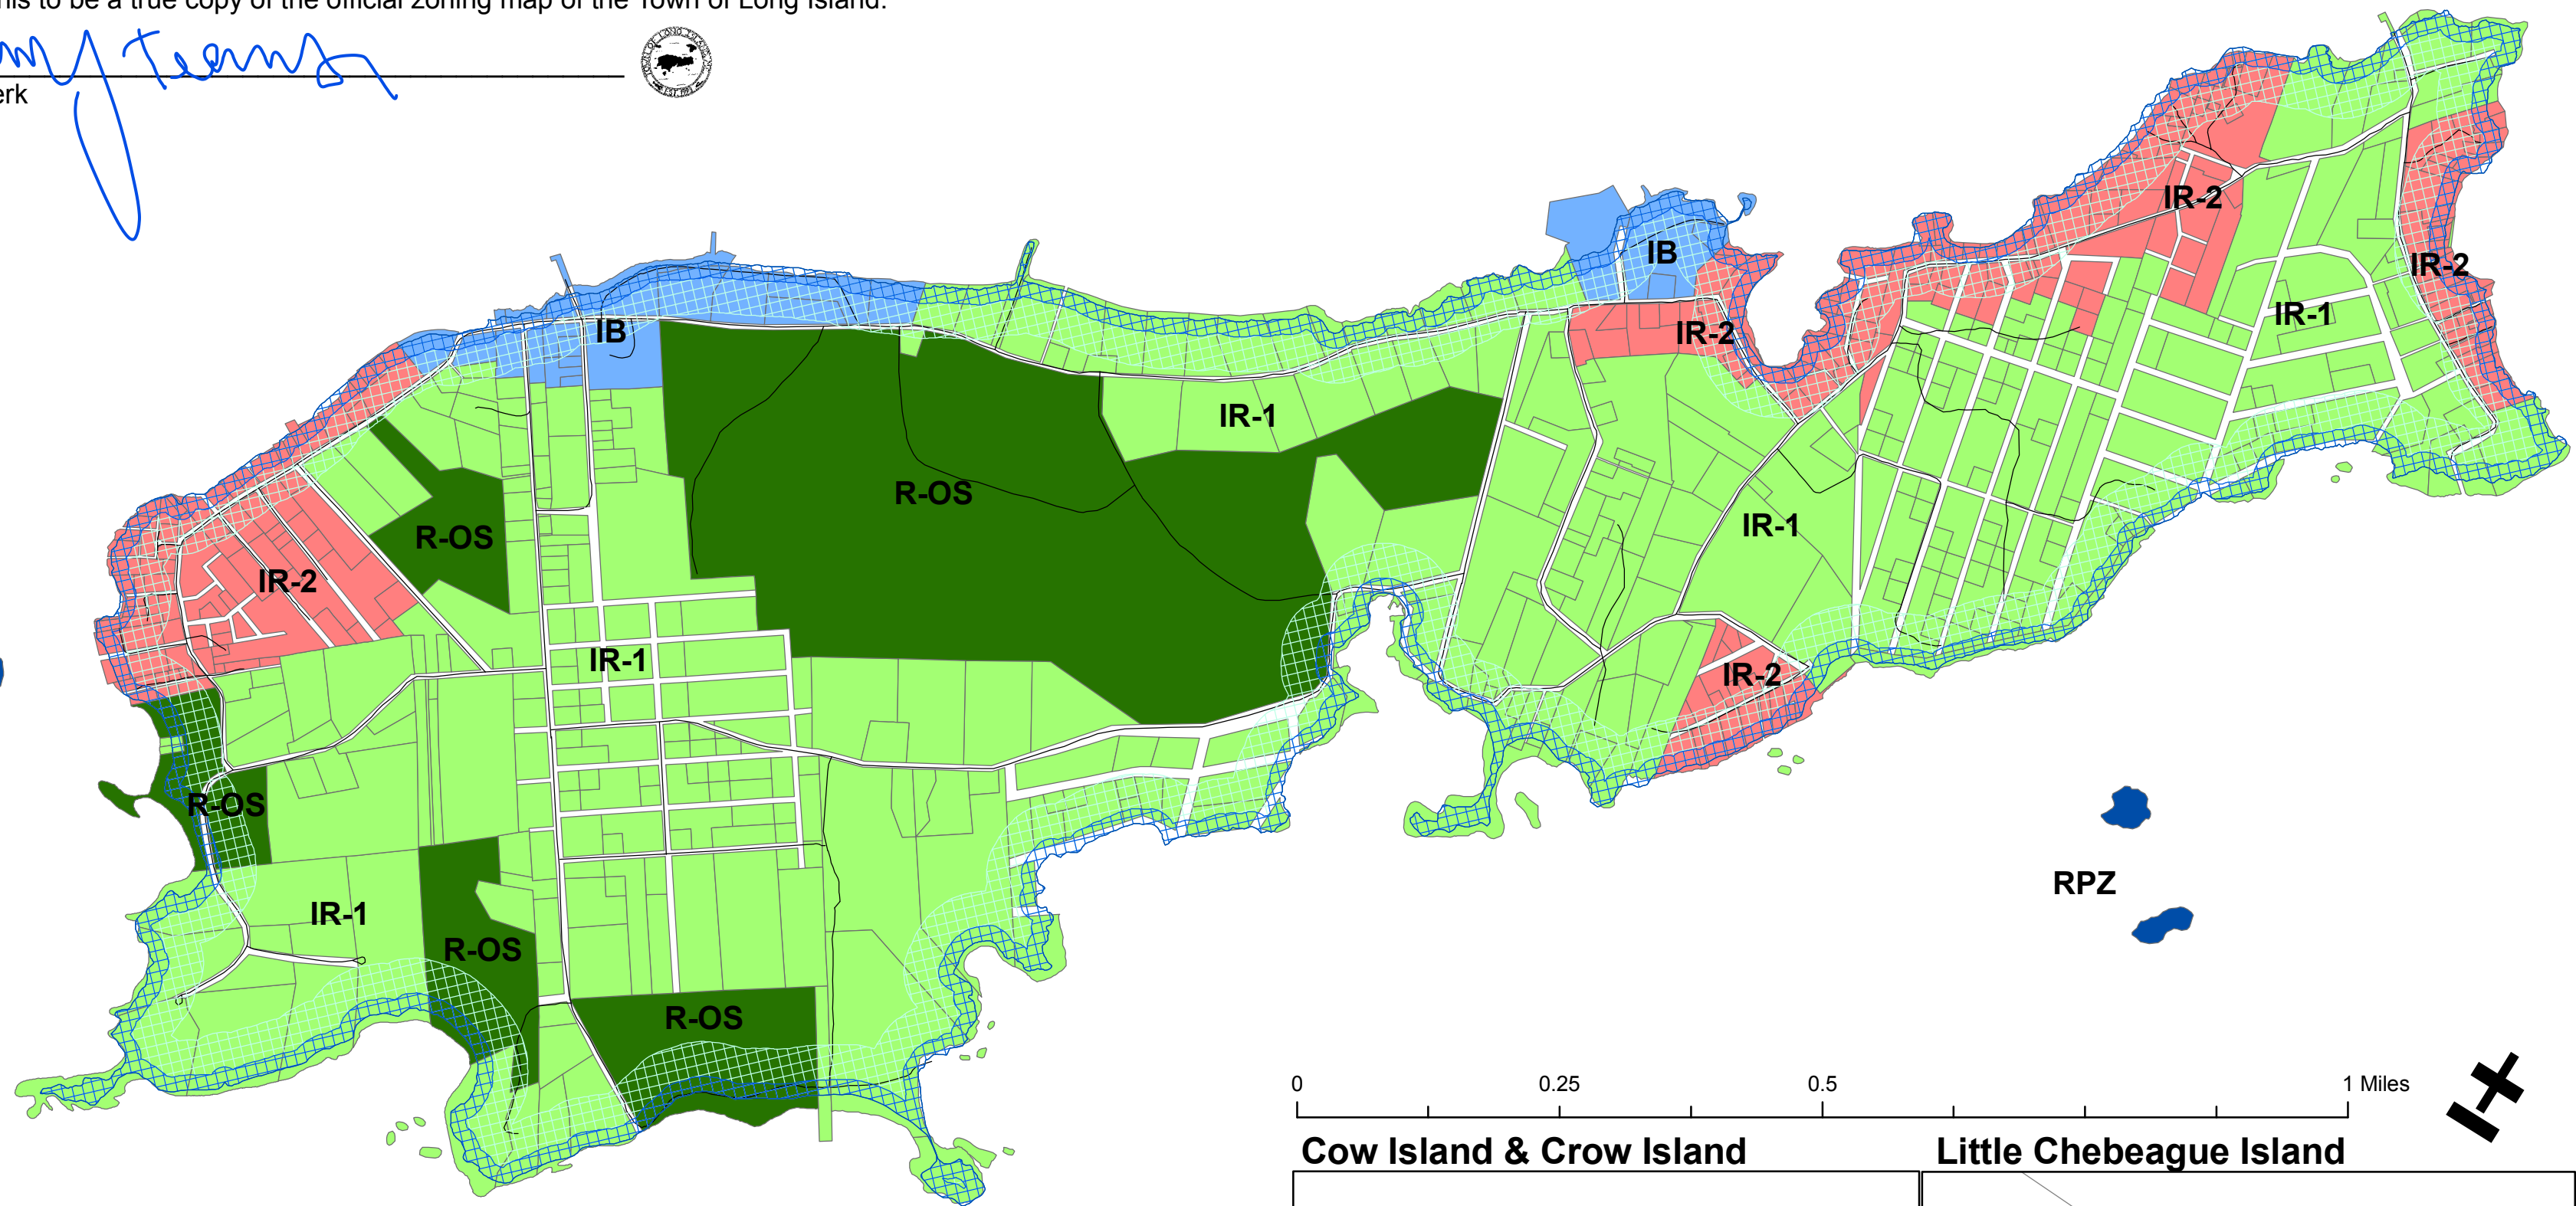 his to be a true copy of the official zoning map of the Town of Long Island.
erk
IR-2
IB
IR-2
IB
IR-1
IR-2
IR-1
R-OS
IR-1
R-OS
IR-2
IR-1
IR-2
R-OS
RPZ
IR-1
R-OS
R-OS
0 0.25 0.5 1 Miles
Cow Island & Crow Island Little Chebeague Island